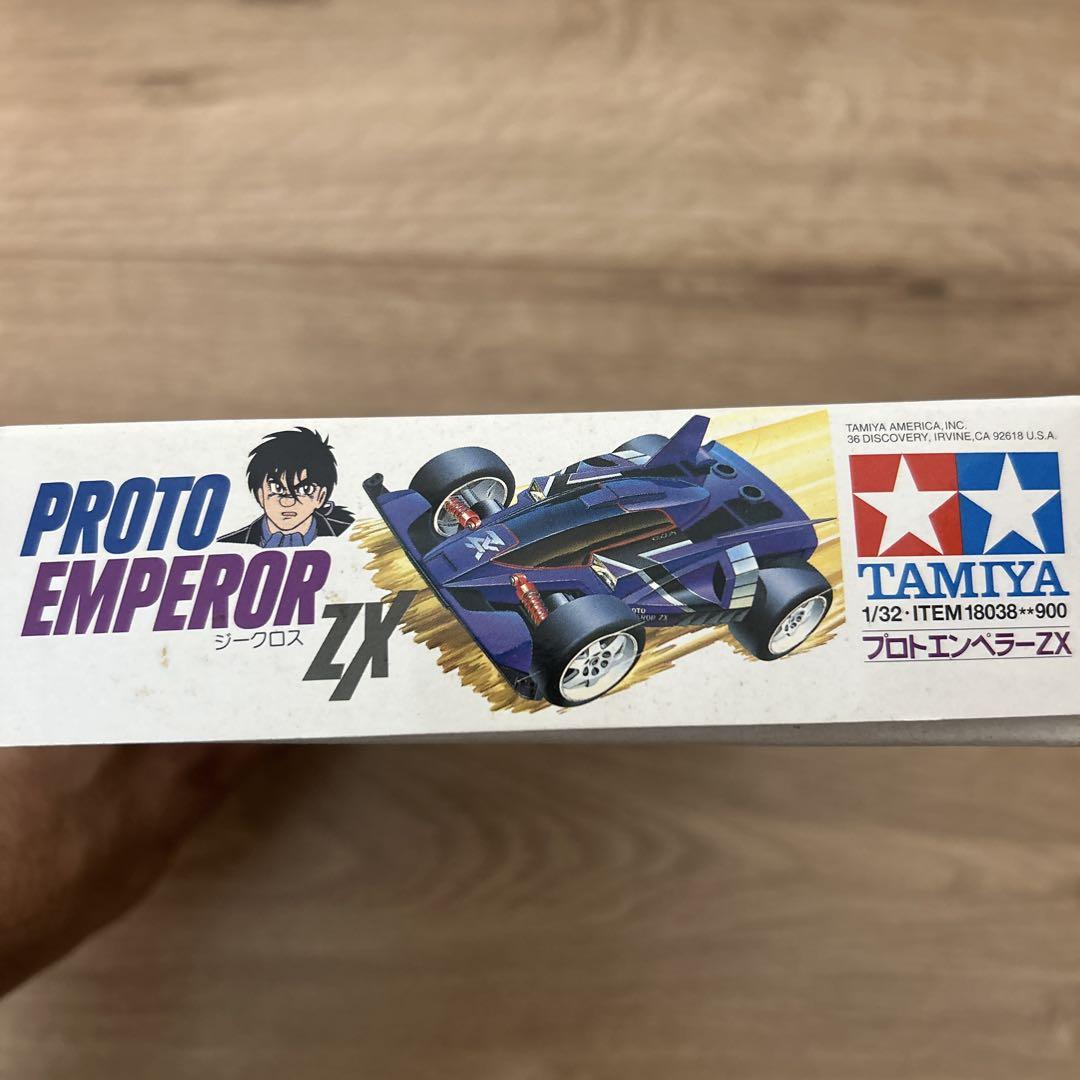 PROTO
EMPEROR
ジークロス
ZX
PROTO
TAMIYA AMERICA, INC.
36 DISCOVERY, IRVINE, CA 92618 U.S.A.
TAMIYA
1/32・ITEM 18038**900
プロトエンペラーZX